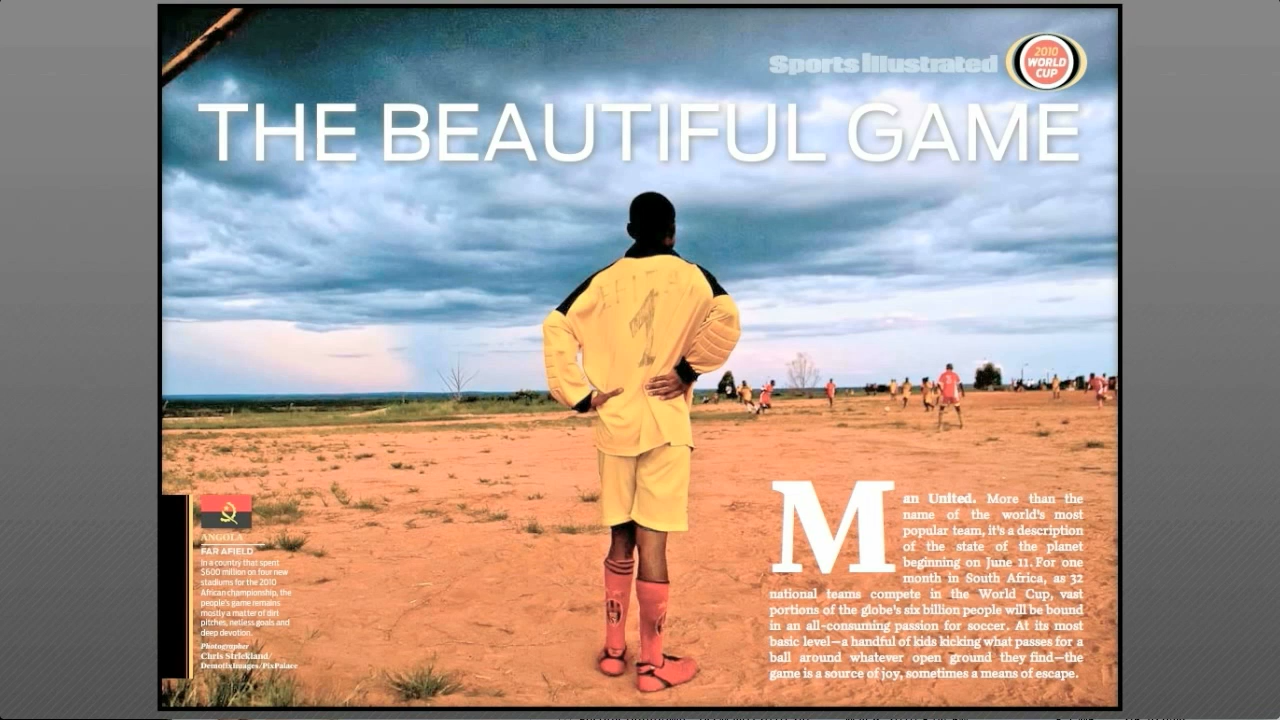 Sports Illustrated
2010
WORLD
CUP
THE BEAUTIFUL GAME
1
Man United. More than the
name of the world's most
popular team, it's a description
of the state of the planet
beginning on June 11. For one
month in South Africa, as 32
national teams compete in the World Cup, vast
portions of the globe's six billion people will be bound
in an all-consuming passion for soccer. At its most
basic level—a handful of kids kicking what passes for a
ball around whatever open ground they find—the
game is a source of joy, sometimes a means of escape.
ANGOLA
FAR AFIELD
In a country that spent
$600 million on four new
stadiums for the 2010
African championship, the
people's game remains
mostly a matter of dirt
pitches, netless goals and
deep devotion.
Photographer
Chris Strickland/
DemotixImages/PixPalace